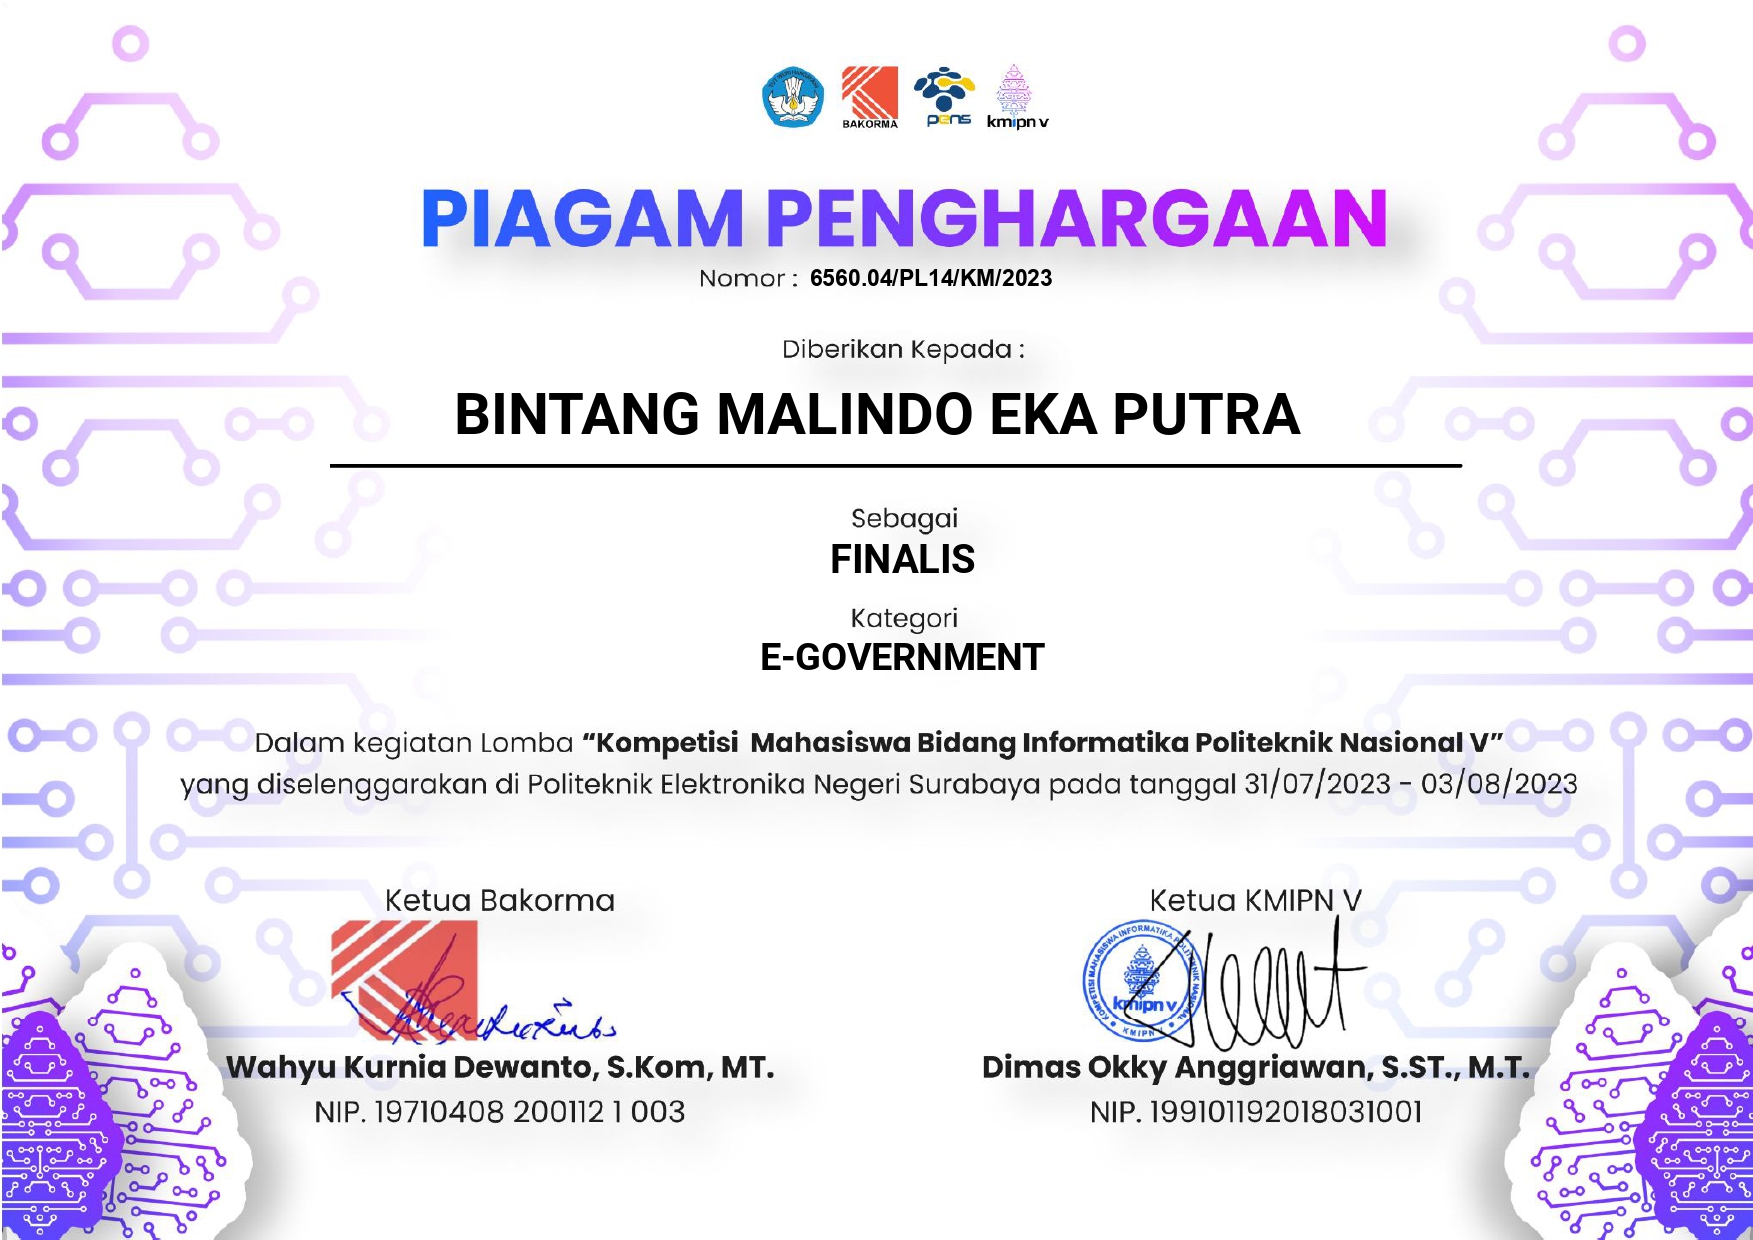 TUT WURI HANDAYANI
BAKORMA
pens
kmipn v
PIAGAM PENGHARGAAN
Nomor : 6560.04/PL14/KM/2023
Diberikan Kepada :
BINTANG MALINDO EKA PUTRA
Sebagai
FINALIS
Kategori
E-GOVERNMENT
Dalam kegiatan Lomba “Kompetisi Mahasiswa Bidang Informatika Politeknik Nasional V”
yang diselenggarakan di Politeknik Elektronika Negeri Surabaya pada tanggal 31/07/2023 - 03/08/2023
Ketua Bakorma
Wahyu Kurnia Dewanto, S.Kom, MT.
NIP. 19710408 200112 1 003
Ketua KMIPN V
KOMPETISI MAHASISWA INFORMATIKA POLITEKNIK NASIONAL
kmipn v
Dimas Okky Anggriawan, S.ST., M.T.
NIP. 199101192018031001